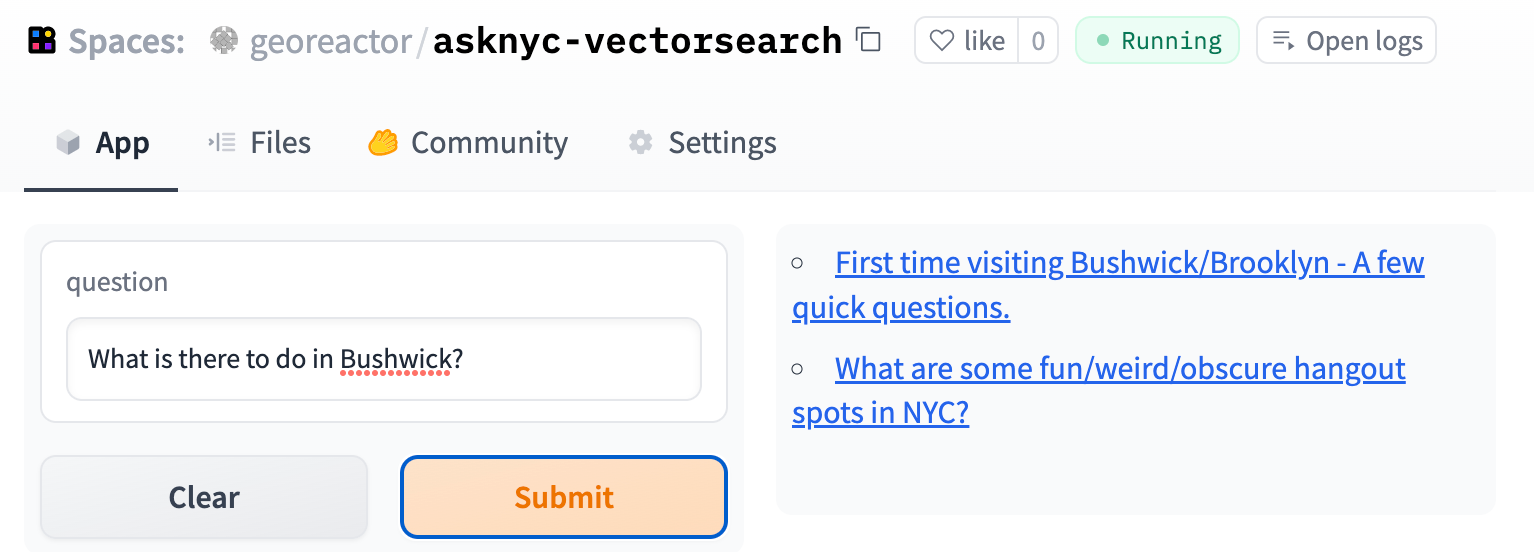 Spaces: georeactor/asknyc-vectorsearch like 0 Running Open logs
App Files Community Settings
question
What is there to do in Bushwick?
Clear Submit
First time visiting Bushwick/Brooklyn - A few
quick questions.
What are some fun/weird/obscure hangout
spots in NYC?